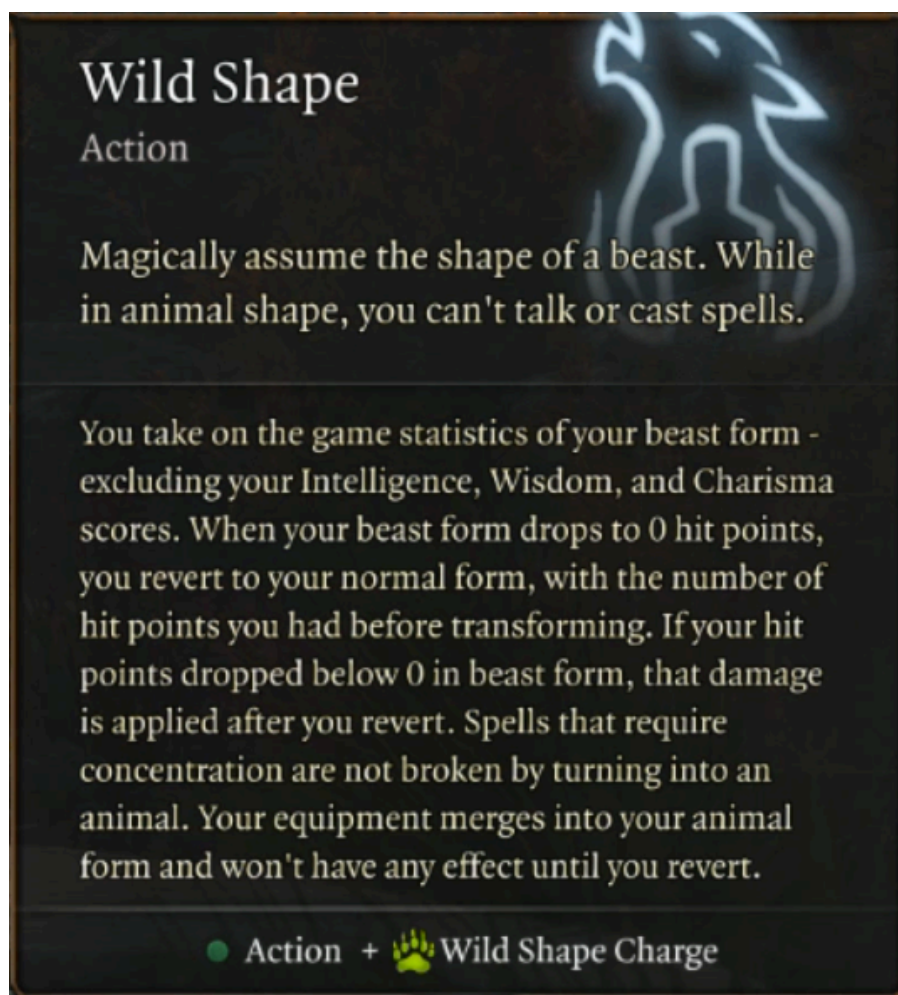 Wild Shape
Action
Magically assume the shape of a beast. While
in animal shape, you can't talk or cast spells.
You take on the game statistics of your beast form -
excluding your Intelligence, Wisdom, and Charisma
scores. When your beast form drops to 0 hit points,
you revert to your normal form, with the number of
hit points you had before transforming. If your hit
points dropped below 0 in beast form, that damage
is applied after you revert. Spells that require
concentration are not broken by turning into an
animal. Your equipment merges into your animal
form and won't have any effect until you revert.
Action + Wild Shape Charge